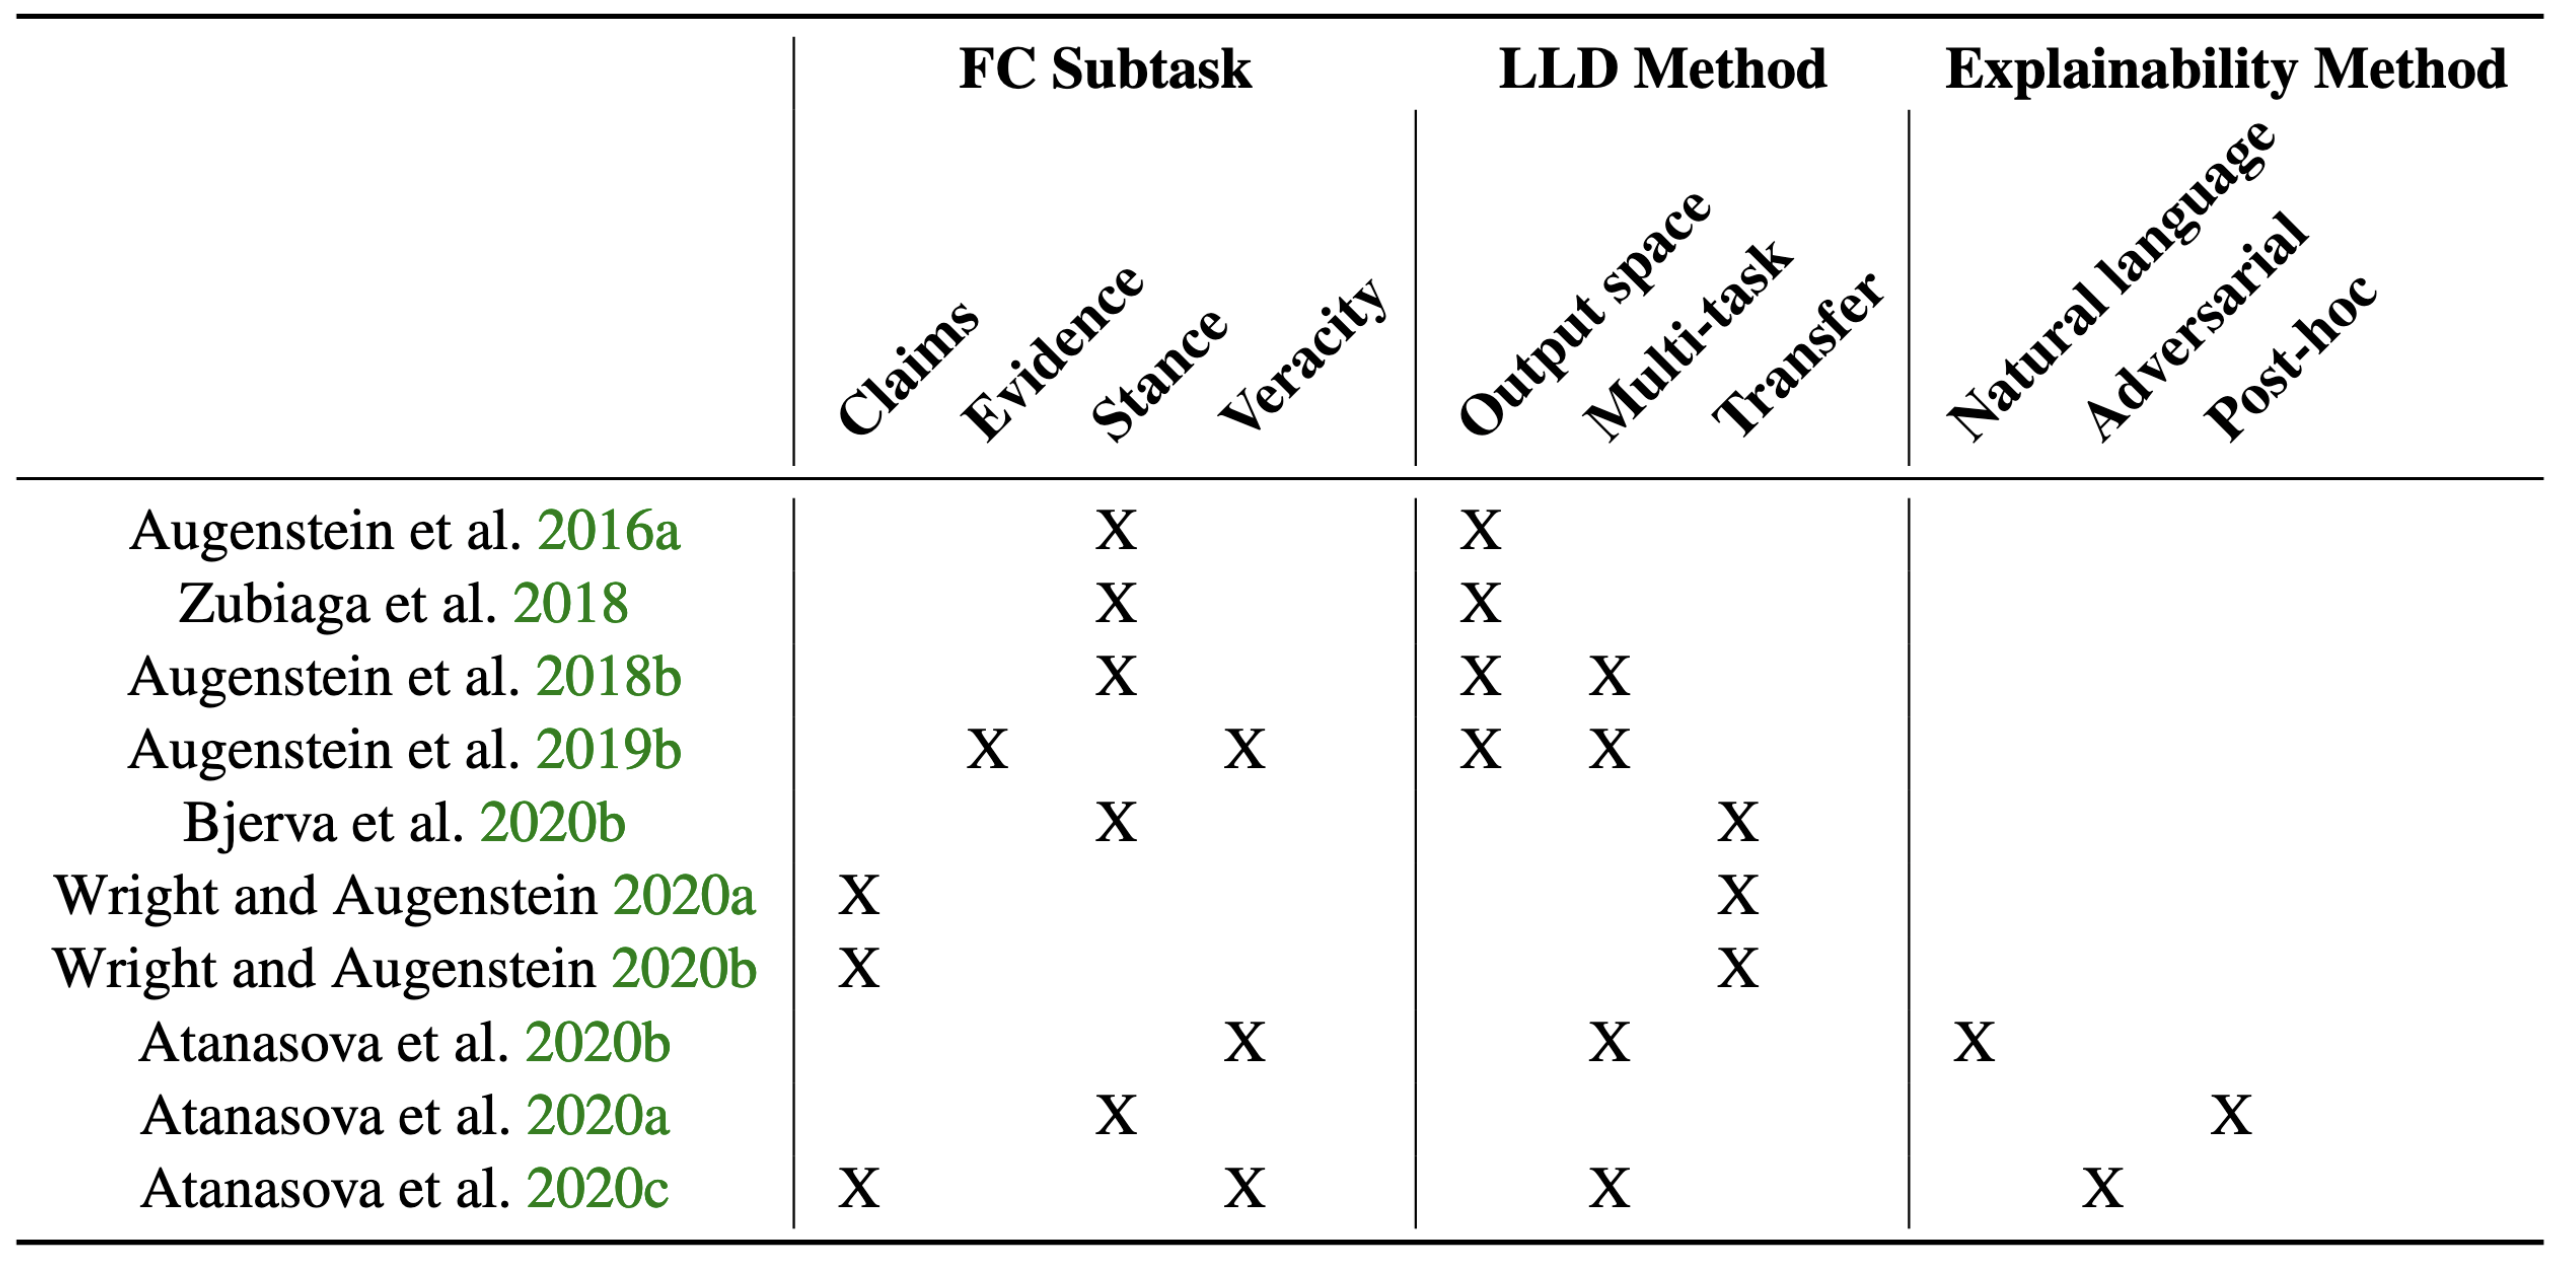 FC Subtask LLD Method Explainability Method
Claims Evidence Stance Veracity Output space Multi-task Transfer Natural language Adversarial Post-hoc
Augenstein et al. 2016a X X
Zubiaga et al. 2018 X X
Augenstein et al. 2018b X X X
Augenstein et al. 2019b X X X X
Bjerva et al. 2020b X X
Wright and Augenstein 2020a X X
Wright and Augenstein 2020b X X
Atanasova et al. 2020b X X X
Atanasova et al. 2020a X X
Atanasova et al. 2020c X X X X